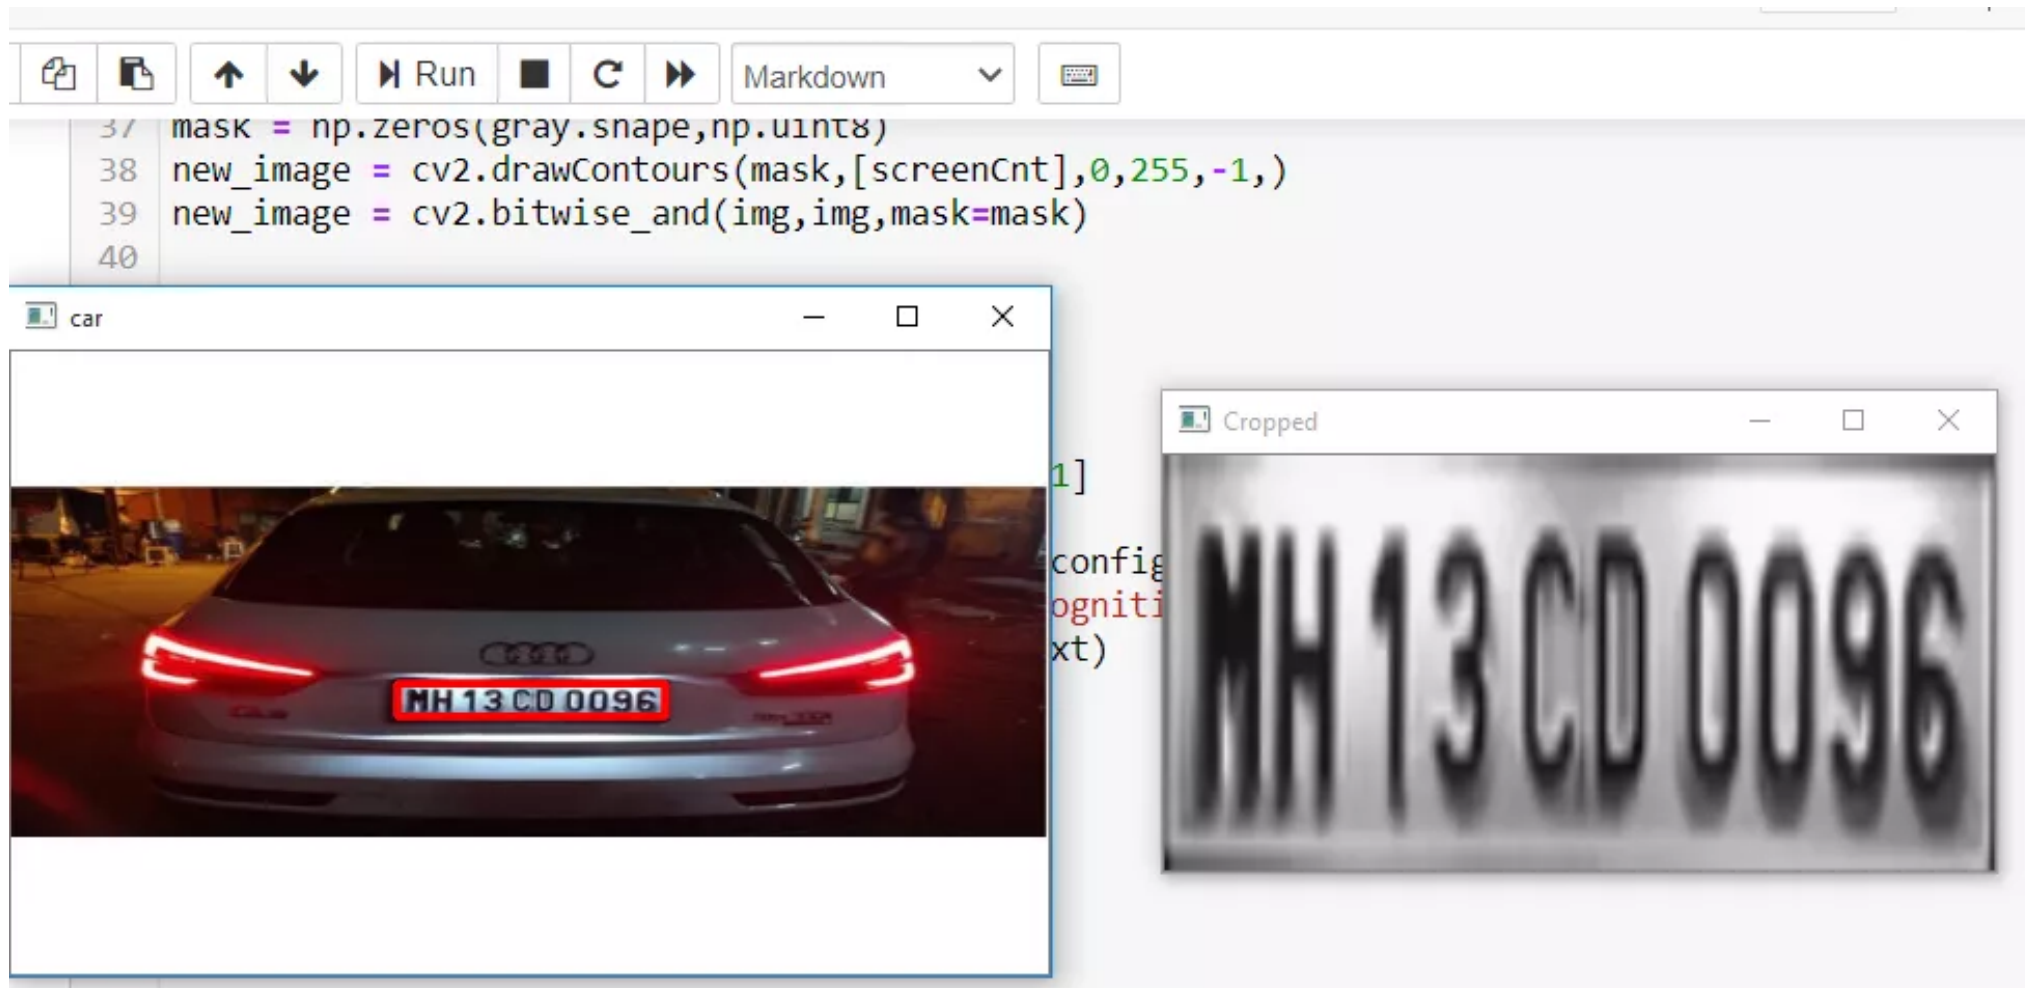 Run
Markdown
37 mask = np.zeros(gray.shape,np.uint8)
38 new_image = cv2.drawContours(mask,[screenCnt],0,255,-1,)
39 new_image = cv2.bitwise_and(img,img,mask=mask)
40
car
MH 13 CD 0096
1]
config
ogniti
xt)
Cropped
MH 13 CD 0096